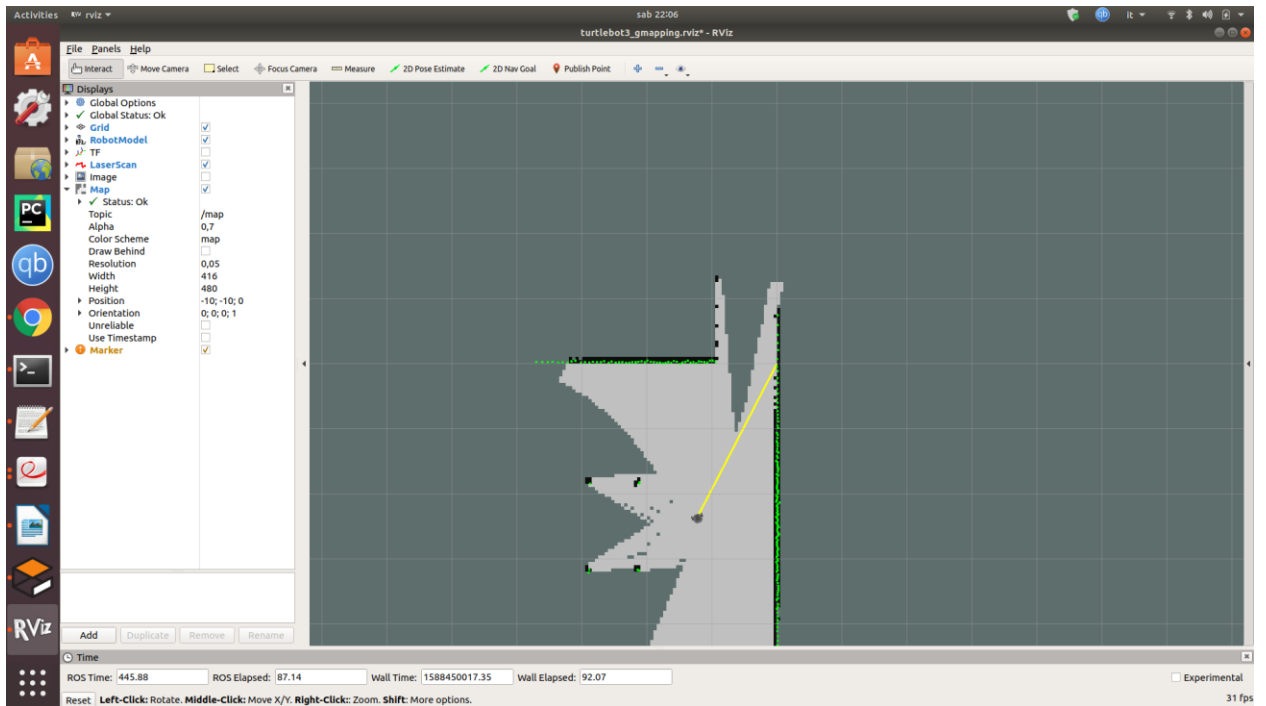 Activities RViz rviz sab 22:06 it
turtlebot3_gmapping.rviz* - RViz
File Panels Help
Interact Move Camera Select Focus Camera Measure 2D Pose Estimate 2D Nav Goal Publish Point
Displays
Global Options
Global Status: Ok
Grid
RobotModel
TF
LaserScan
Image
Map
Status: Ok
Topic /map
Alpha 0,7
Color Scheme map
Draw Behind
Resolution 0,05
Width 416
Height 480
Position -10; -10; 0
Orientation 0; 0; 0; 1
Unreliable
Use Timestamp
Marker
PC
qb
RViz
Add Duplicate Remove Rename
Time
ROS Time: 445.88 ROS Elapsed: 87.14 Wall Time: 1588450017.35 Wall Elapsed: 92.07 Experimental
Reset Left-Click: Rotate. Middle-Click: Move X/Y. Right-Click:: Zoom. Shift: More options. 31 fps